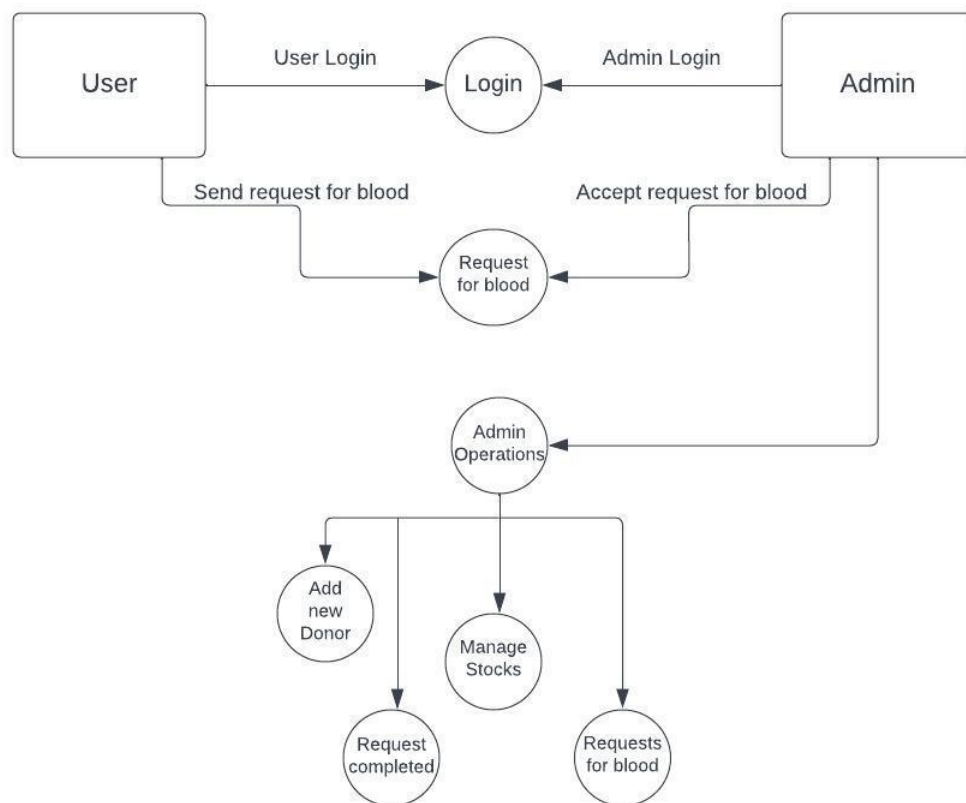 User
User Login
Login
Admin Login
Admin
Send request for blood
Accept request for blood
Request
for blood
Admin
Operations
Add
new
Donor
Manage
Stocks
Request
completed
Requests
for blood